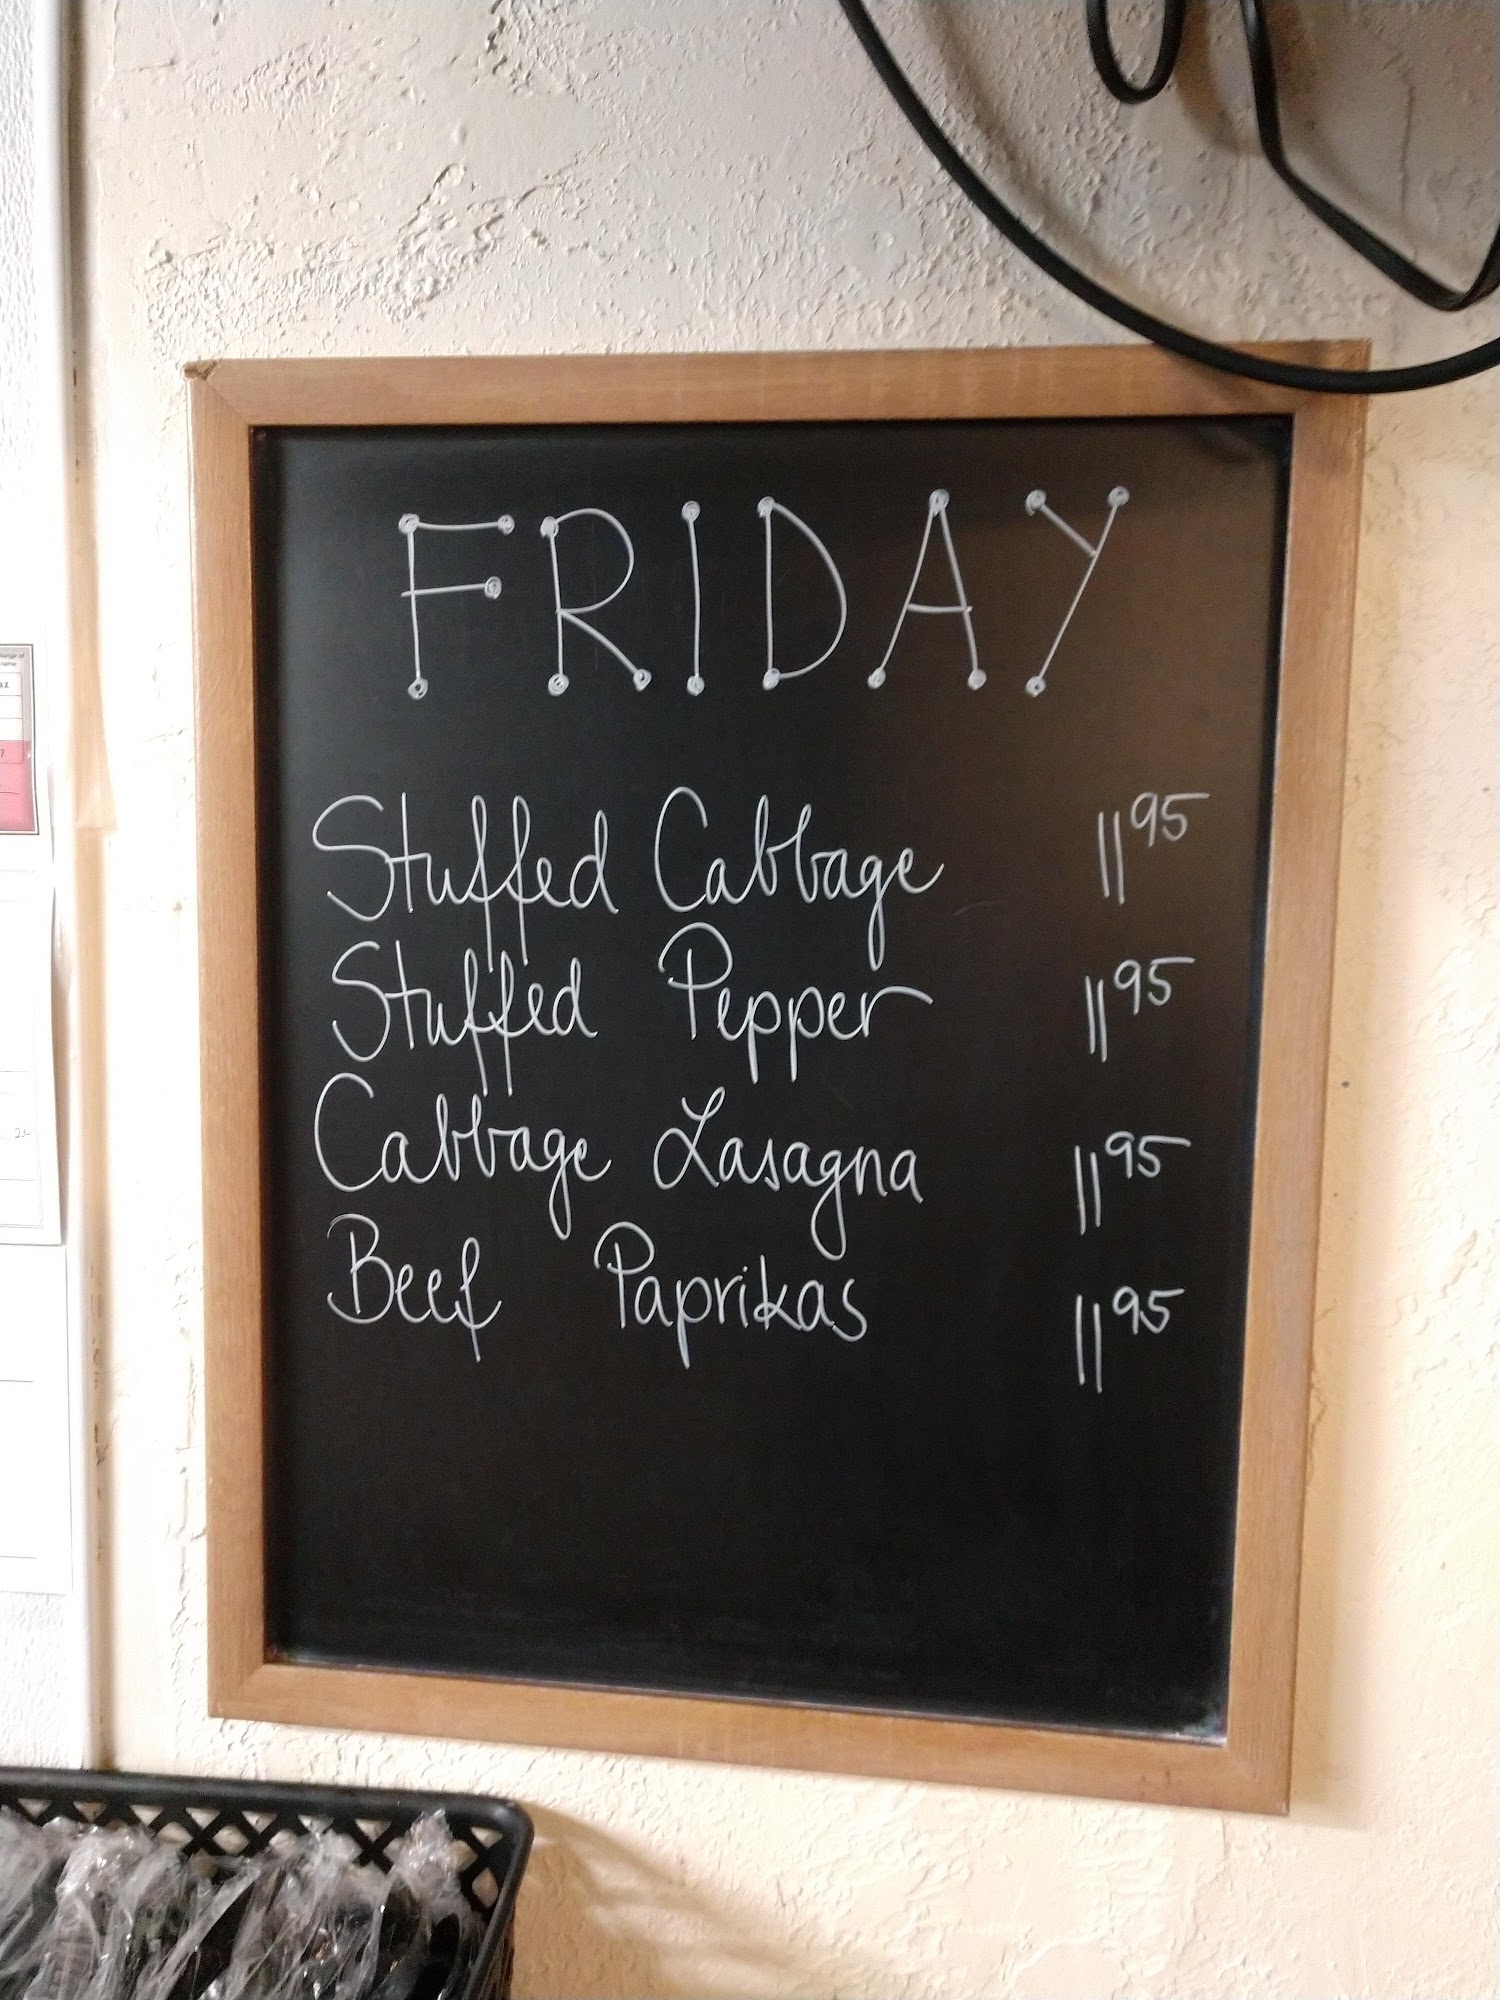 FRIDAY
Stuffed Cabbage 11 95
Stuffed Pepper 11 95
Cabbage Lasagna 11 95
Beef Paprikas 11 95